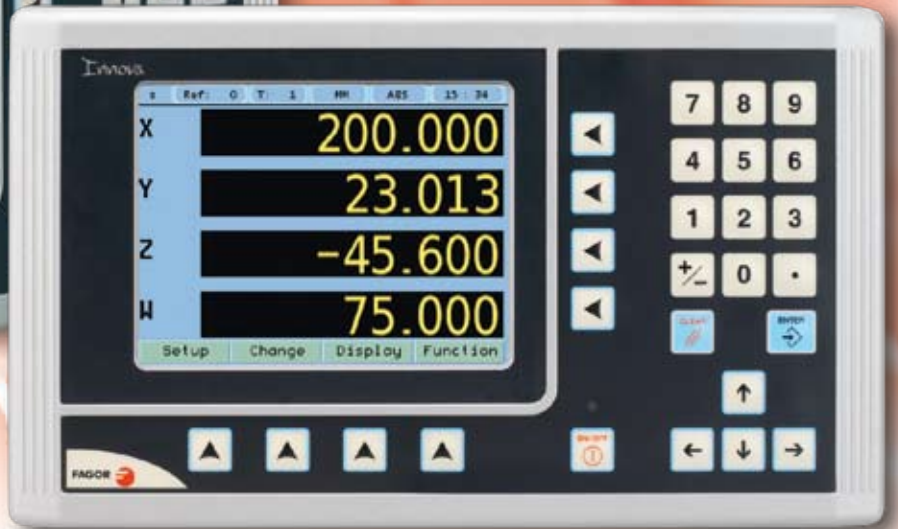 Innova
Ref: 0 T: 1 MM ABS 15 : 34
X 200.000
Y 23.013
Z -45.600
W 75.000
Setup Change Display Function
7 8 9
4 5 6
1 2 3
+/- 0 .
CLEAR ENTER
ON/OFF
FAGOR